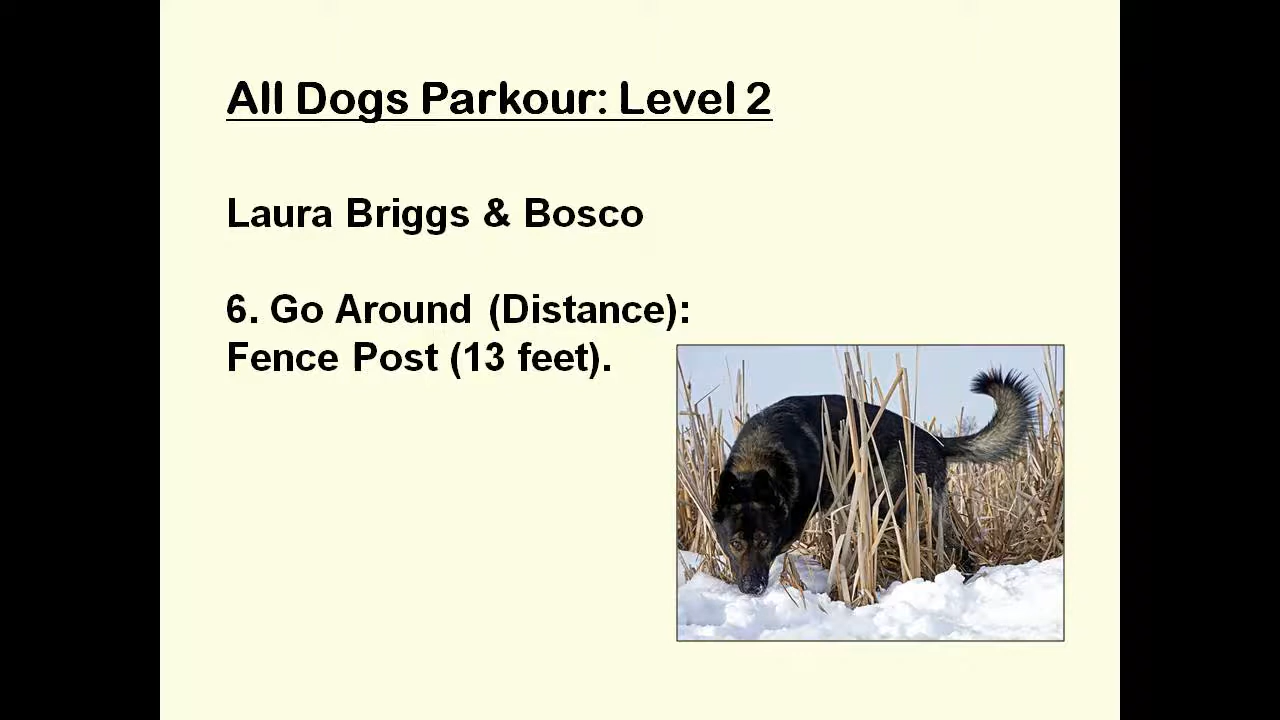 All Dogs Parkour: Level 2
Laura Briggs & Bosco
6. Go Around (Distance):
Fence Post (13 feet).